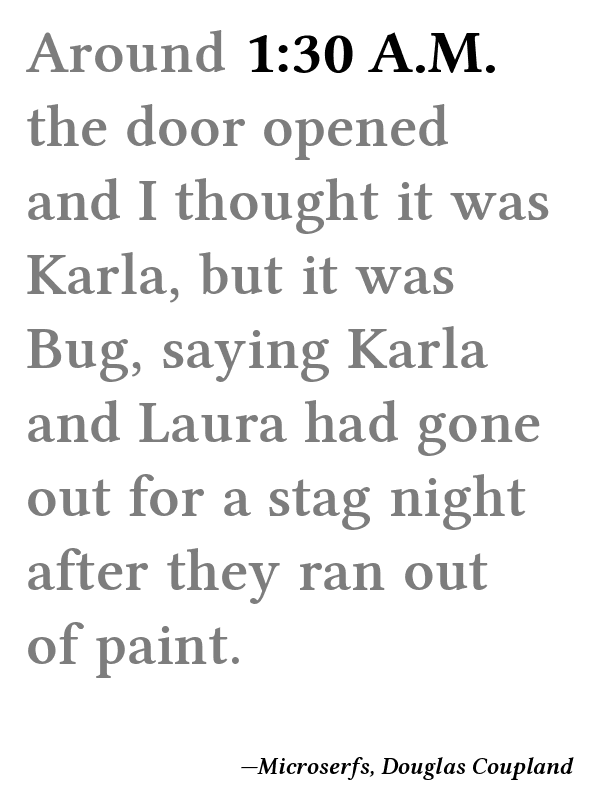 Around 1:30 A.M.
the door opened
and I thought it was
Karla, but it was
Bug, saying Karla
and Laura had gone
out for a stag night
after they ran out
of paint.
—Microserfs, Douglas Coupland